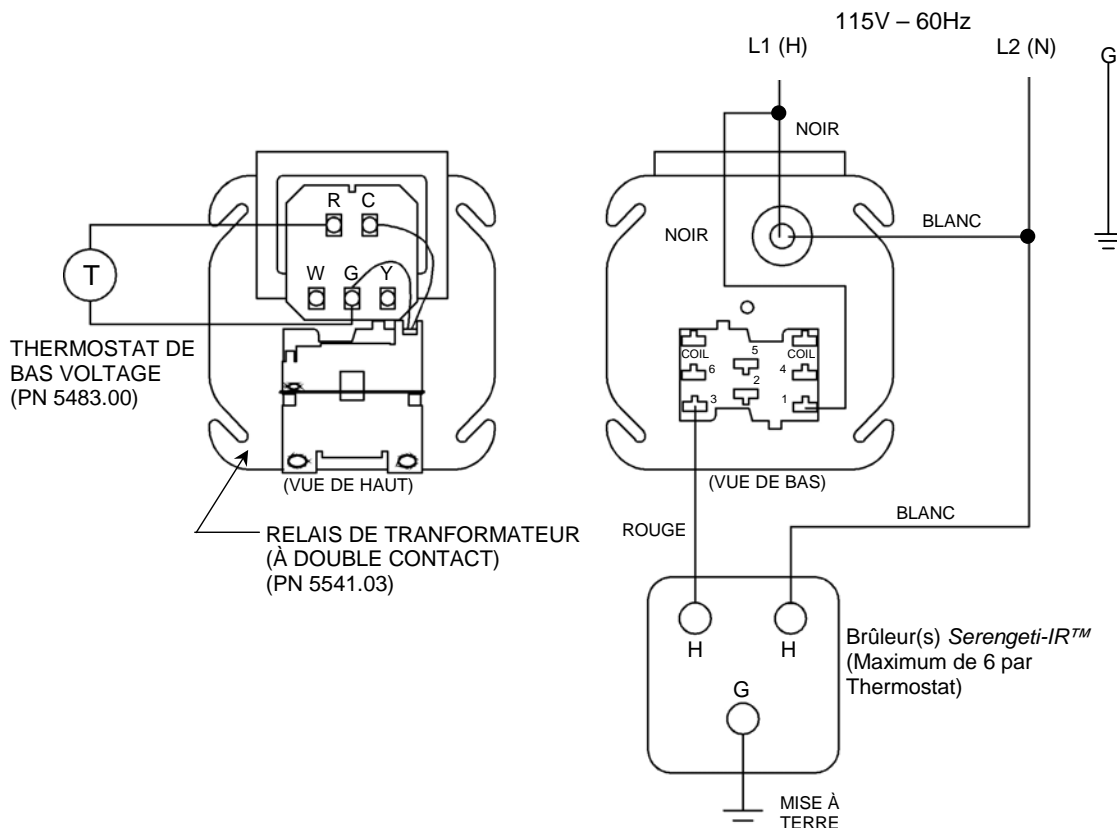 115V – 60Hz
L1 (H)
L2 (N)
G
NOIR
R C
NOIR
BLANC
T
W G Y
THERMOSTAT DE
BAS VOLTAGE
(PN 5483.00)
COIL
5
COIL
6
4
2
3
1
(VUE DE HAUT)
(VUE DE BAS)
ROUGE
BLANC
RELAIS DE TRANFORMATEUR
(À DOUBLE CONTACT)
(PN 5541.03)
H
H
G
Brûleur(s) Serengeti-IR™
(Maximum de 6 par
Thermostat)
MISE À
TERRE